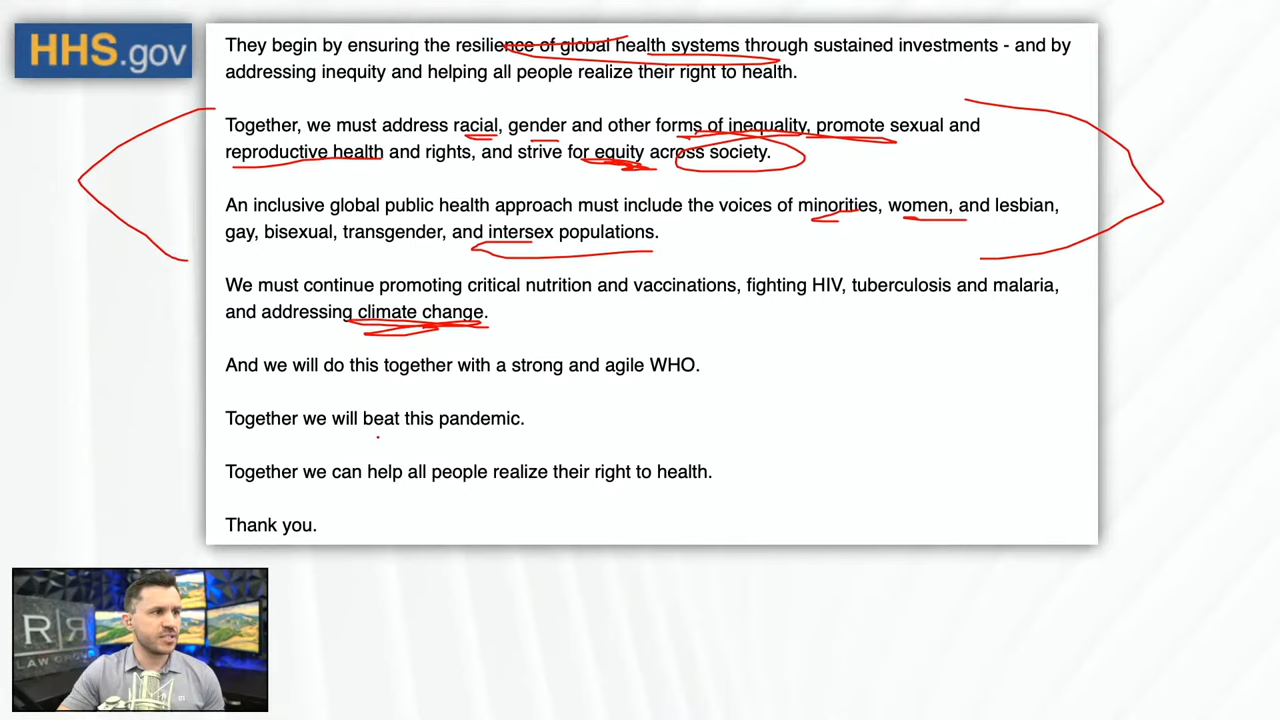 HHS.gov
They begin by ensuring the resilience of global health systems through sustained investments - and by
addressing inequity and helping all people realize their right to health.
Together, we must address racial, gender and other forms of inequality, promote sexual and
reproductive health and rights, and strive for equity across society.
An inclusive global public health approach must include the voices of minorities, women, and lesbian,
gay, bisexual, transgender, and intersex populations.
We must continue promoting critical nutrition and vaccinations, fighting HIV, tuberculosis and malaria,
and addressing climate change.
And we will do this together with a strong and agile WHO.
Together we will beat this pandemic.
Together we can help all people realize their right to health.
Thank you.
R R
LAW GRO